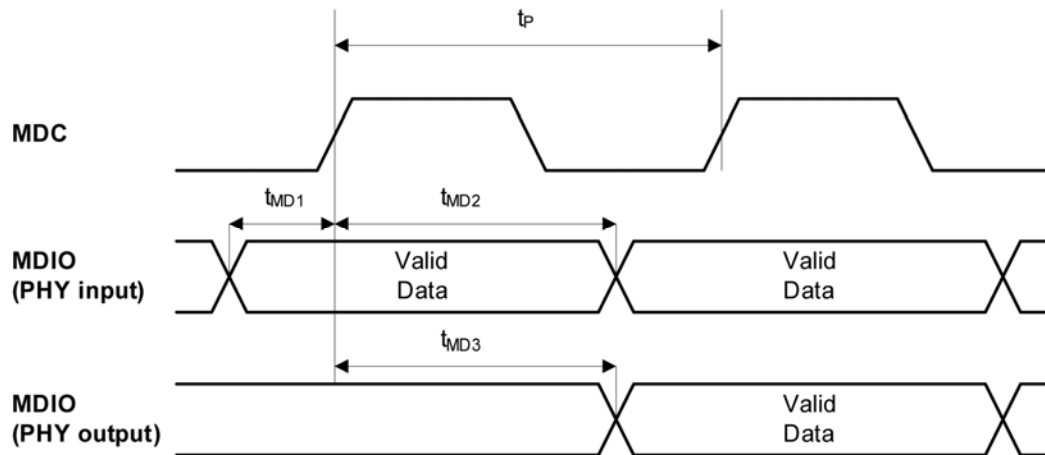 tP
MDC
tMD1
tMD2
MDIO
(PHY input)
Valid
Data
Valid
Data
tMD3
MDIO
(PHY output)
Valid
Data